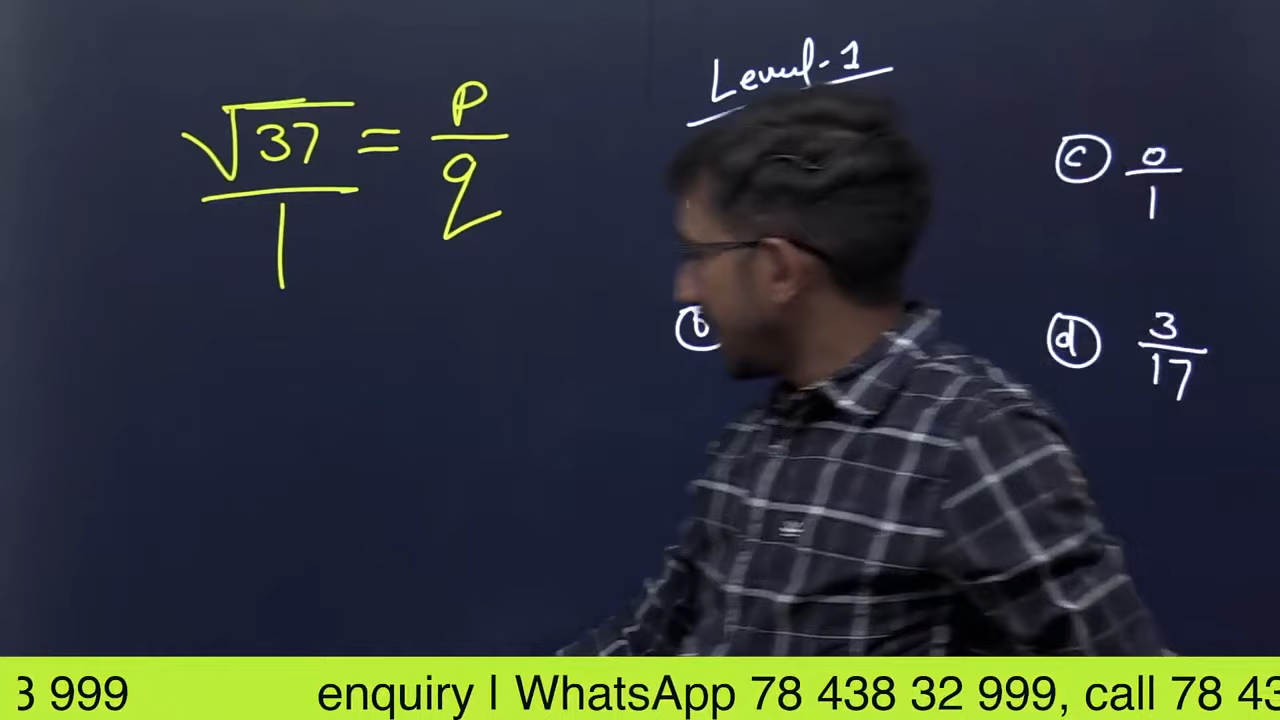 Level-1
√37/1 = p/q
(c) 0/1
(b)
(d) 3/17
3 999 enquiry I WhatsApp 78 438 32 999, call 78 43